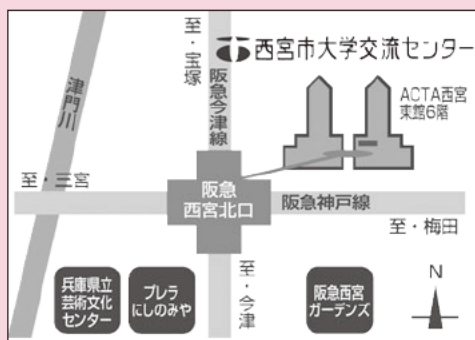 至・宝塚
西宮市大学交流センター
津門川
阪急今津線
ACTA西宮
東館6階
至・三宮
阪急
西宮北口
阪急神戸線
至・梅田
兵庫県立
芸術文化
センター
プレラ
にしのみや
至・今津
阪急西宮
ガーデンズ
N